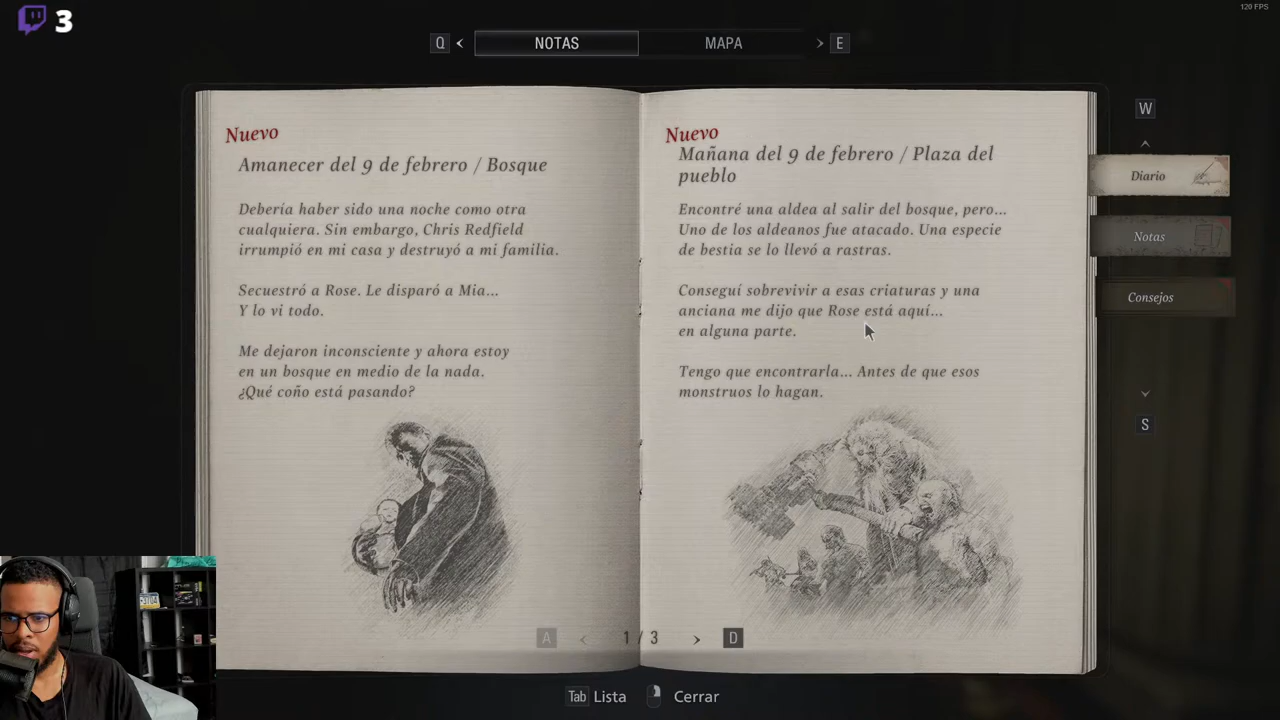 3
120 FPS
Q < NOTAS MAPA > E
Nuevo
Amanecer del 9 de febrero / Bosque
Debería haber sido una noche como otra
cualquiera. Sin embargo, Chris Redfield
irrumpió en mi casa y destruyó a mi familia.
Secuestró a Rose. Le disparó a Mia...
Y lo vi todo.
Me dejaron inconsciente y ahora estoy
en un bosque en medio de la nada.
¿Qué coño está pasando?
Nuevo
Mañana del 9 de febrero / Plaza del
pueblo
Encontré una aldea al salir del bosque, pero...
Uno de los aldeanos fue atacado. Una especie
de bestia se lo llevó a rastras.
Conseguí sobrevivir a esas criaturas y una
anciana me dijo que Rose está aquí...
en alguna parte.
Tengo que encontrarla... Antes de que esos
monstruos lo hagan.
W
Diario
Notas
Consejos
S
A < 1 / 3 > D
Tab Lista Cerrar